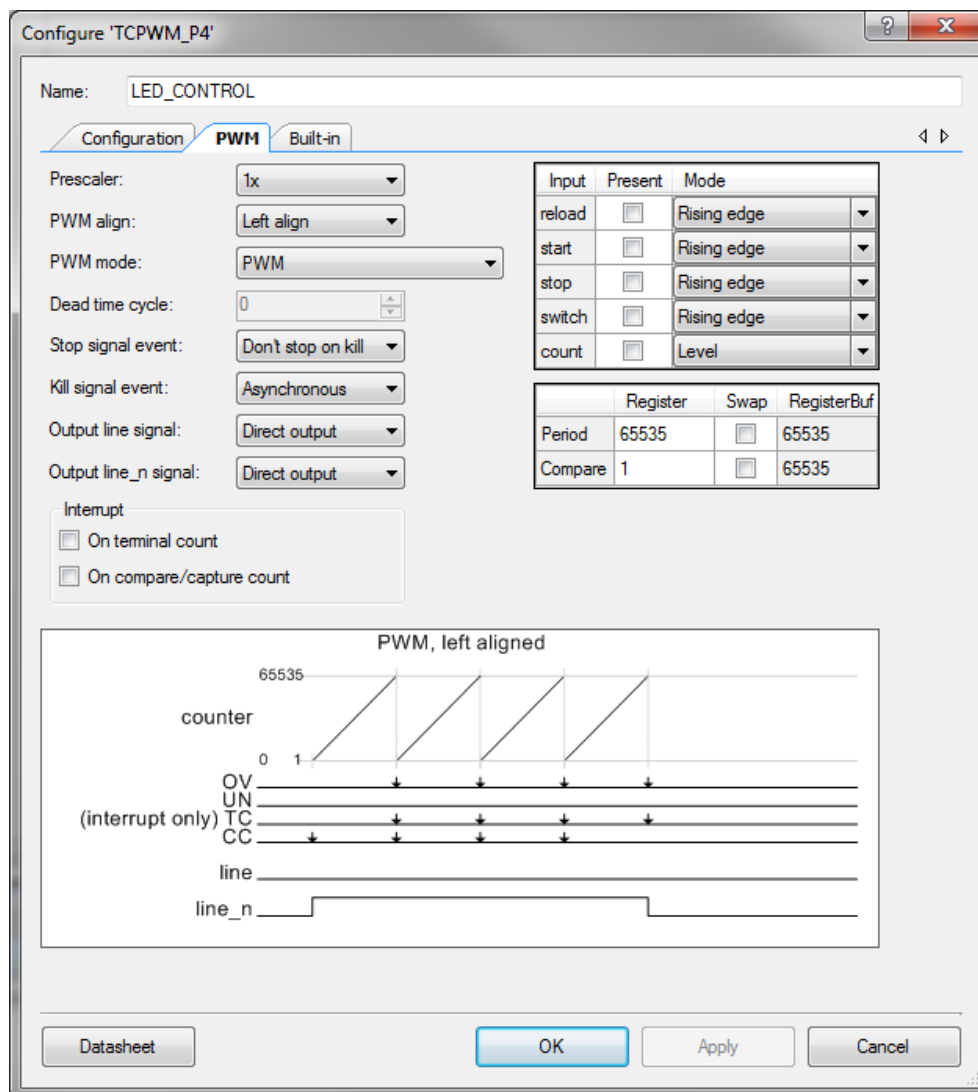 Configure 'TCPWM_P4'
?
X
Name: LED_CONTROL
Configuration PWM Built-in
Prescaler: 1x
PWM align: Left align
PWM mode: PWM
Dead time cycle: 0
Stop signal event: Don't stop on kill
Kill signal event: Asynchronous
Output line signal: Direct output
Output line_n signal: Direct output
Interrupt
On terminal count
On compare/capture count
Input Present Mode
reload Rising edge
start Rising edge
stop Rising edge
switch Rising edge
count Level
Register Swap RegisterBuf
Period 65535 65535
Compare 1 65535
PWM, left aligned
65535
counter
0 1
OV
UN
(interrupt only) TC
CC
line
line_n
Datasheet OK Apply Cancel